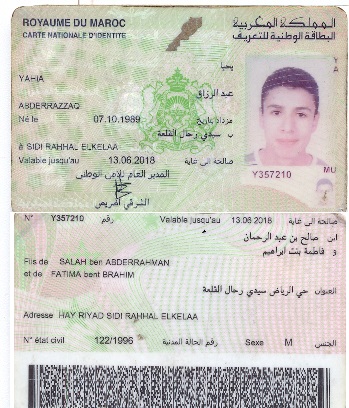 ROYAUME DU MAROC
المملكة المغربية
CARTE NATIONALE D'IDENTITE
البطاقة الوطنية للتعريف
يحيا
YAHIA
عبد الرزاق
ABDERRAZZAQ
Né le 07.10.1989 مزداد بتاريخ
ب سيدي رحال القلعة
à SIDI RAHHAL ELKELAA
Valable jusqu'au 13.06.2018 صالحة الى غاية
Y357210
MU
المدير العام للأمن الوطني
الشرقي اضريس
N° Y357210 رقم Valable jusqu'au 13.06.2018 صالحة الى غاية
ابن صالح بن عبد الرحمان
و فاطمة بنت ابراهيم
Fils de SALAH ben ABDERRAHMAN
et de FATIMA bent BRAHIM
العنوان حي الرياض سيدي رحال القلعة
Adresse HAY RIYAD SIDI RAHHAL ELKELAA
N° état civil 122/1996 رقم الحالة المدنية Sexe M الجنس